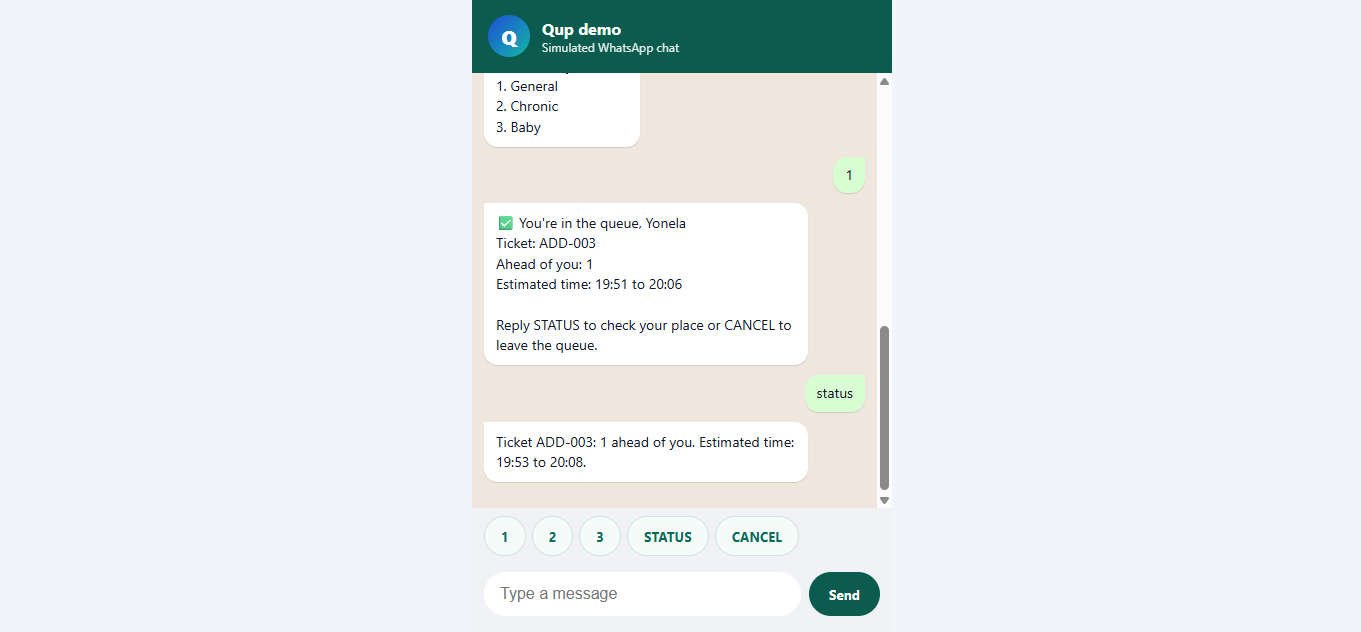 Q
Qup demo
Simulated WhatsApp chat
1. General
2. Chronic
3. Baby
1
✅ You're in the queue, Yonela
Ticket: ADD-003
Ahead of you: 1
Estimated time: 19:51 to 20:06
Reply STATUS to check your place or CANCEL to
leave the queue.
status
Ticket ADD-003: 1 ahead of you. Estimated time:
19:53 to 20:08.
1 2 3 STATUS CANCEL
Type a message Send